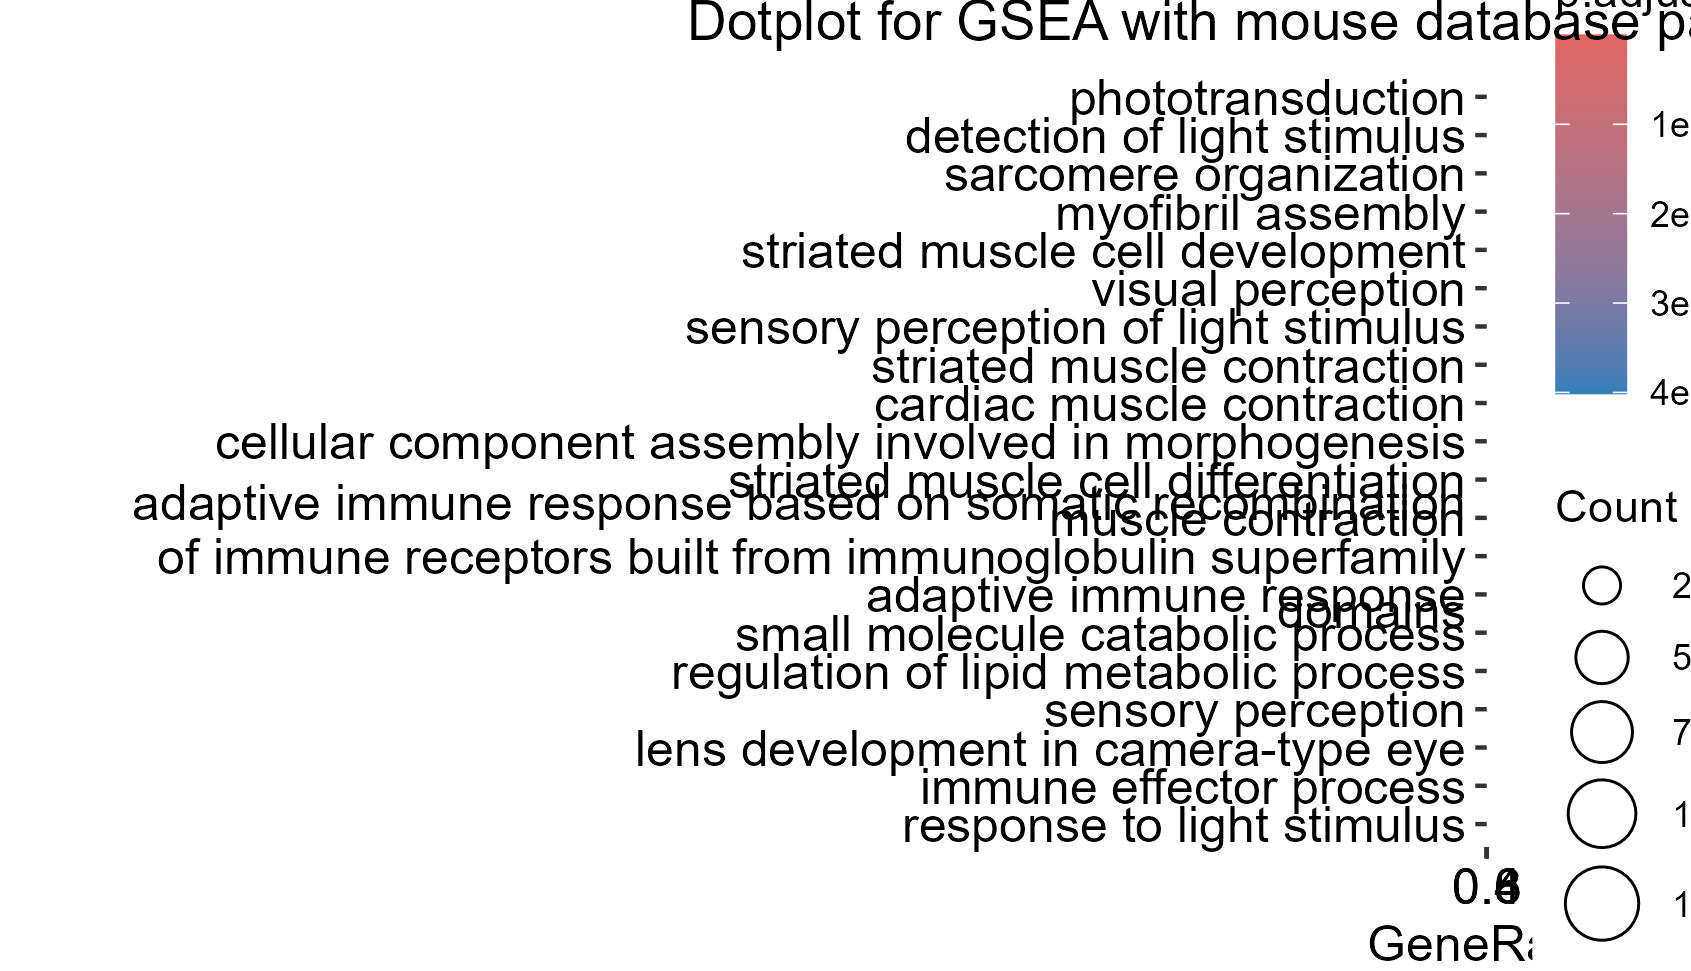 Dotplot for GSEA with mouse database
phototransduction
detection of light stimulus
sarcomere organization
myofibril assembly
striated muscle cell development
visual perception
sensory perception of light stimulus
striated muscle contraction
cardiac muscle contraction
cellular component assembly involved in morphogenesis
striated muscle cell differentiation
adaptive immune response based on somatic recombination
muscle contraction
of immune receptors built from immunoglobulin superfamily
adaptive immune response
domains
small molecule catabolic process
regulation of lipid metabolic process
sensory perception
lens development in camera-type eye
immune effector process
response to light stimulus
1e
2e
3e
4e
Count
2
5
7
1
1